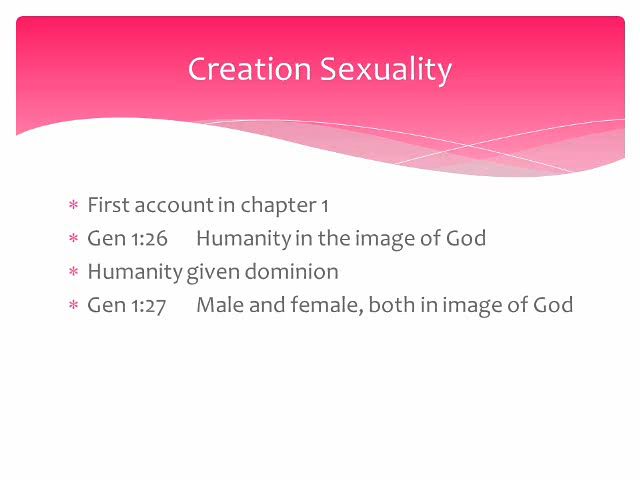 Creation Sexuality
* First account in chapter 1
* Gen 1:26 Humanity in the image of God
* Humanity given dominion
* Gen 1:27 Male and female, both in image of God